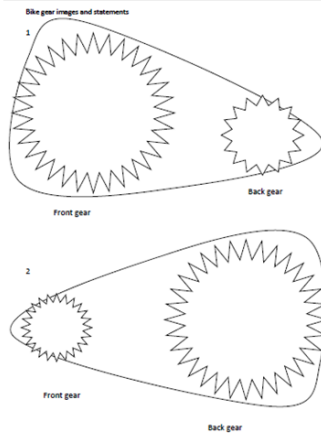 Bike gear images and statements
1
Back gear
Front gear
2
Front gear
Back gear